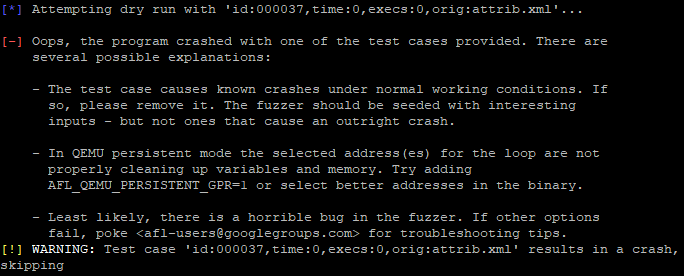 [*] Attempting dry run with 'id:000037,time:0,execs:0,orig:attrib.xml'...
[-] Oops, the program crashed with one of the test cases provided. There are
several possible explanations:
- The test case causes known crashes under normal working conditions. If
so, please remove it. The fuzzer should be seeded with interesting
inputs - but not ones that cause an outright crash.
- In QEMU persistent mode the selected address(es) for the loop are not
properly cleaning up variables and memory. Try adding
AFL_QEMU_PERSISTENT_GPR=1 or select better addresses in the binary.
- Least likely, there is a horrible bug in the fuzzer. If other options
fail, poke <afl-users@googlegroups.com> for troubleshooting tips.
[!] WARNING: Test case 'id:000037,time:0,execs:0,orig:attrib.xml' results in a crash,
skipping